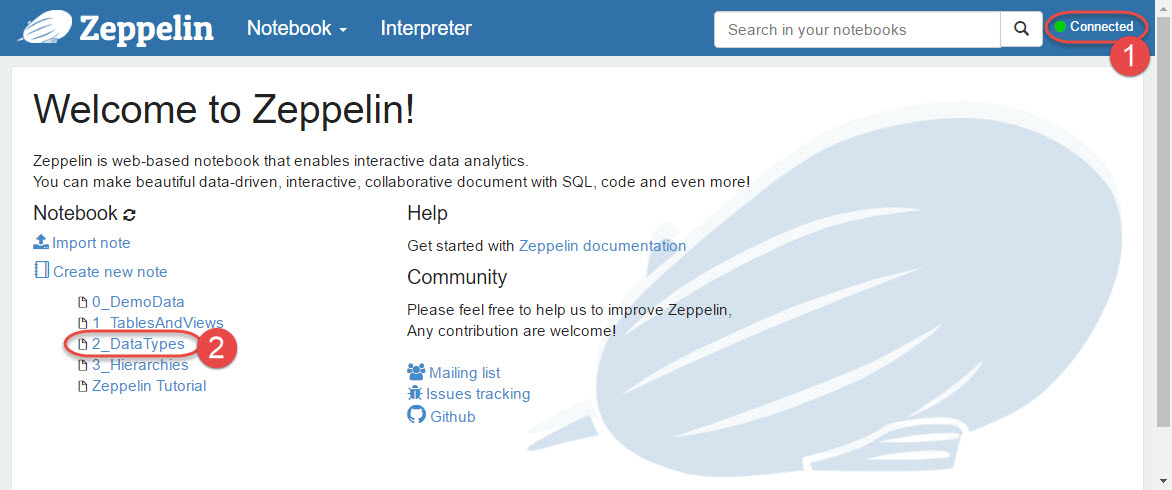 Zeppelin Notebook Interpreter Search in your notebooks Connected
1
Welcome to Zeppelin!
Zeppelin is web-based notebook that enables interactive data analytics.
You can make beautiful data-driven, interactive, collaborative document with SQL, code and even more!
Notebook
Import note
Create new note
0_DemoData
1_TablesAndViews
2_DataTypes
2
3_Hierarchies
Zeppelin Tutorial
Help
Get started with Zeppelin documentation
Community
Please feel free to help us to improve Zeppelin,
Any contribution are welcome!
Mailing list
Issues tracking
Github